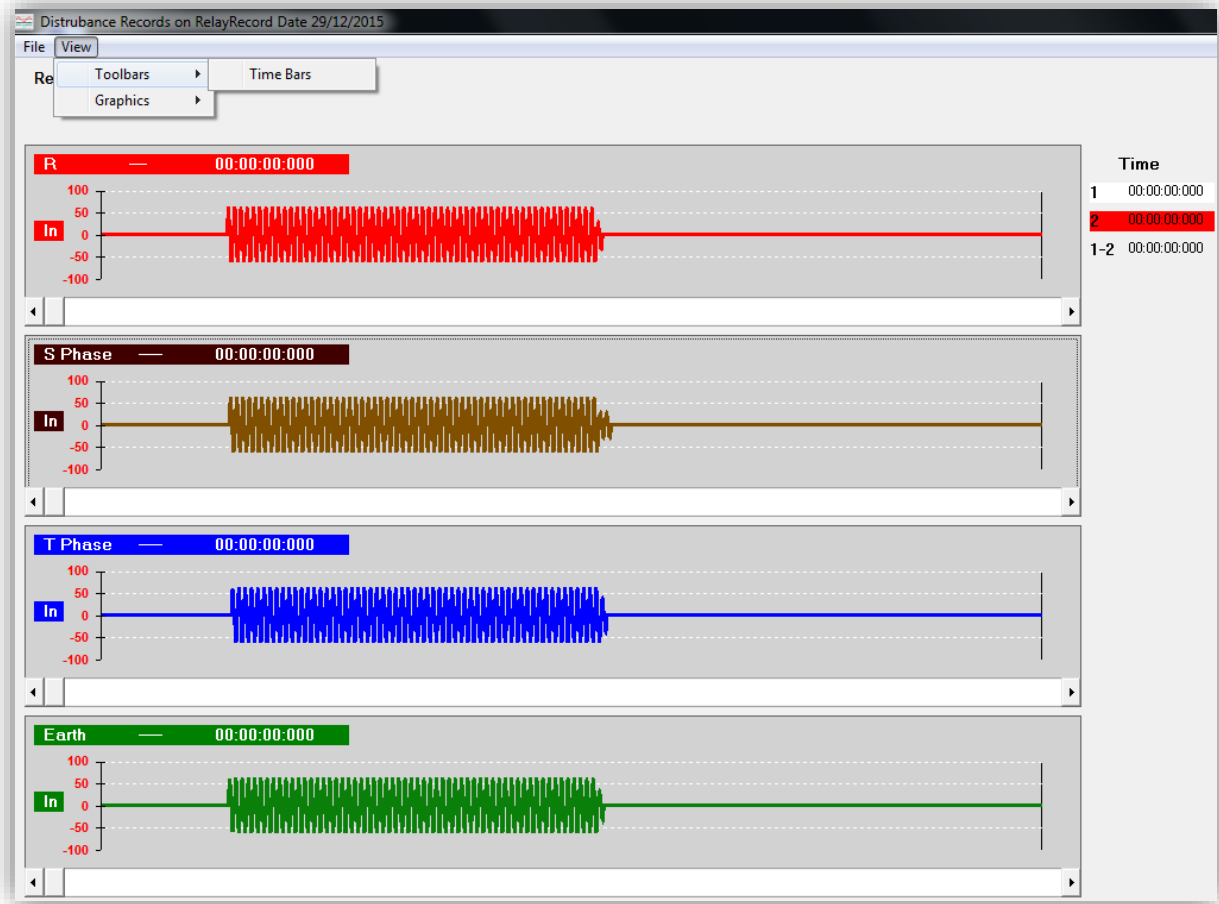 Distrubance Records on RelayRecord Date 29/12/2015
File View
Re
Toolbars
Time Bars
Graphics
R — 00:00:00:000
100
50
In 0
-50
-100
Time
1 00:00:00:000
2 00:00:00:000
1-2 00:00:00:000
S Phase — 00:00:00:000
100
50
In 0
-50
-100
T Phase — 00:00:00:000
100
50
In 0
-50
-100
Earth — 00:00:00:000
100
50
In 0
-50
-100